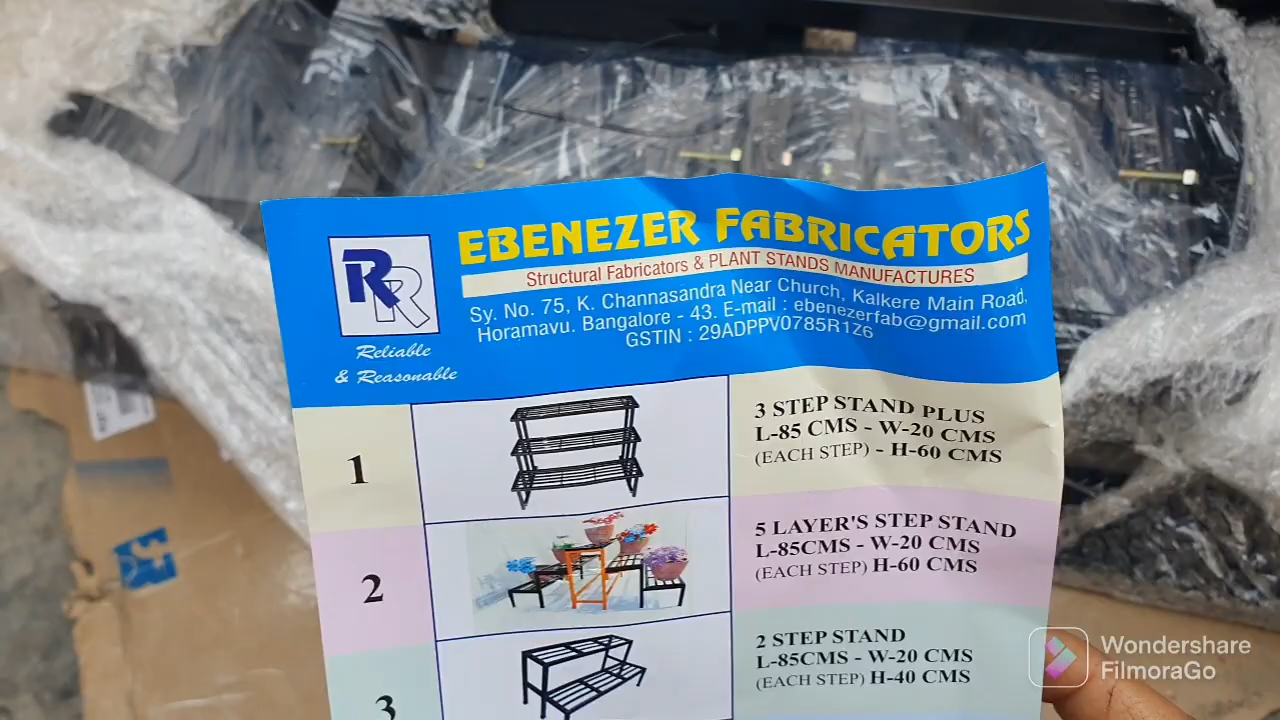 EBENEZER FABRICATORS
Structural Fabricators & PLANT STANDS MANUFACTURES
Sy. No. 75, K. Channasandra Near Church, Kalkere Main Road,
Horamavu. Bangalore - 43. E-mail : ebenezerfab@gmail.com
GSTIN : 29ADPPV0785R1Z6
RR
Reliable
& Reasonable
1
3 STEP STAND PLUS
L-85 CMS - W-20 CMS
(EACH STEP) - H-60 CMS
2
5 LAYER'S STEP STAND
L-85CMS - W-20 CMS
(EACH STEP) H-60 CMS
3
2 STEP STAND
L-85CMS - W-20 CMS
(EACH STEP) H-40 CMS
Wondershare
FilmoraGo